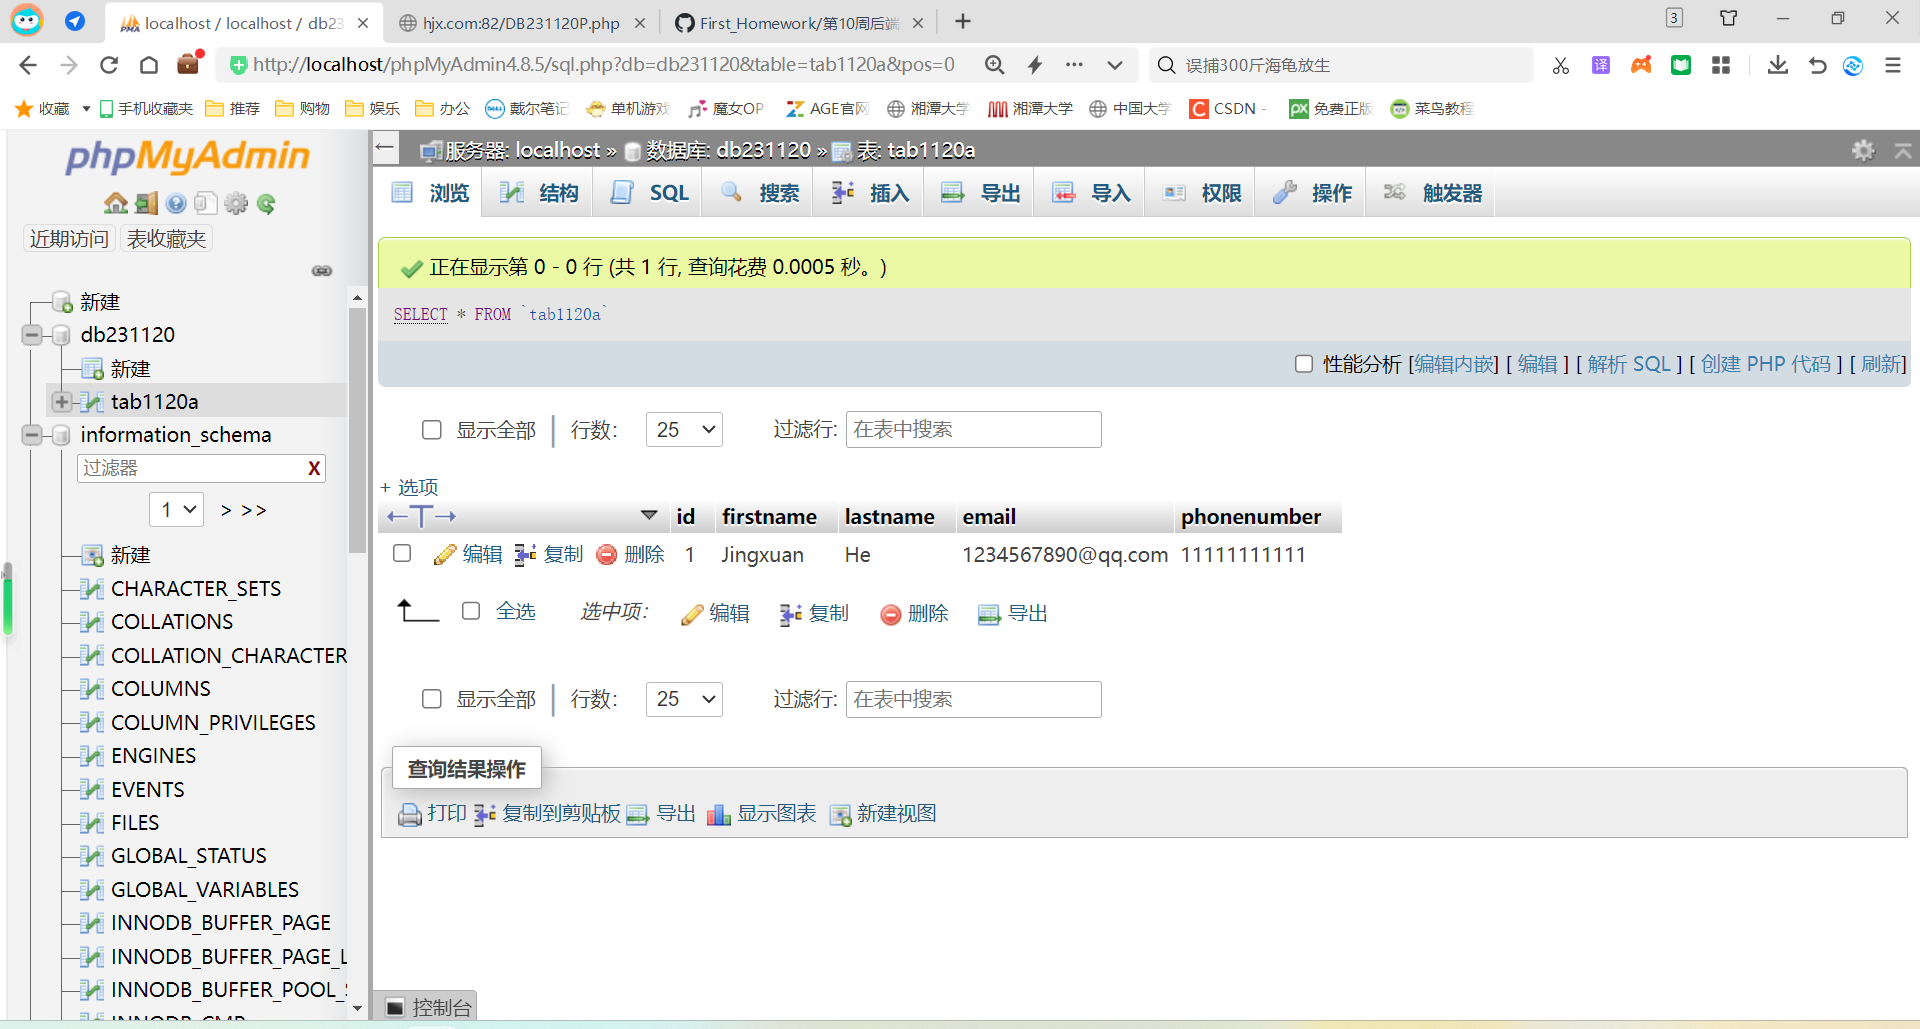 localhost / localhost / db23
hjx.com:82/DB231120P.php
First_Homework/第10周后端
3
http://localhost/phpMyAdmin4.8.5/sql.php?db=db231120&table=tab1120a&pos=0
误捕300斤海龟放生
译
收藏
手机收藏夹
推荐
购物
娱乐
办公
戴尔笔记
单机游戏
魔女OP
AGE官网
湘潭大学
湘潭大学
中国大学
CSDN -
免费正版
菜鸟教程
phpMyAdmin
近期访问
表收藏夹
新建
db231120
新建
tab1120a
information_schema
过滤器
X
1
> >>
新建
CHARACTER_SETS
COLLATIONS
COLLATION_CHARACTER
COLUMNS
COLUMN_PRIVILEGES
ENGINES
EVENTS
FILES
GLOBAL_STATUS
GLOBAL_VARIABLES
INNODB_BUFFER_PAGE
INNODB_BUFFER_PAGE_L
INNODB_BUFFER_POOL_S
INNODB_CMP
服务器: localhost » 数据库: db231120 » 表: tab1120a
浏览
结构
SQL
搜索
插入
导出
导入
权限
操作
触发器
正在显示第 0 - 0 行 (共 1 行, 查询花费 0.0005 秒。)
SELECT * FROM `tab1120a`
性能分析 [编辑内嵌] [ 编辑 ] [ 解析 SQL ] [ 创建 PHP 代码 ] [ 刷新]
显示全部
行数:
25
过滤行:
在表中搜索
+ 选项
←T→
id
firstname
lastname
email
phonenumber
编辑
复制
删除
1
Jingxuan
He
1234567890@qq.com
11111111111
全选
选中项:
编辑
复制
删除
导出
显示全部
行数:
25
过滤行:
在表中搜索
查询结果操作
打印
复制到剪贴板
导出
显示图表
新建视图
控制台